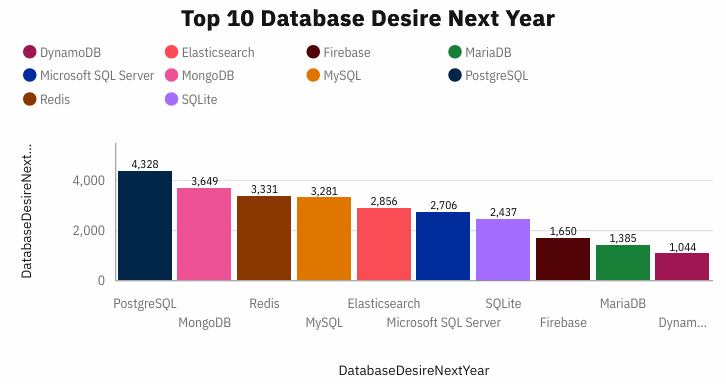 Top 10 Database Desire Next Year
DynamoDB Elasticsearch Firebase MariaDB
Microsoft SQL Server MongoDB MySQL PostgreSQL
Redis SQLite
DatabaseDesireNext...
4,000
2,000
0
4,328
3,649
3,331
3,281
2,856
2,706
2,437
1,650
1,385
1,044
PostgreSQL Redis Elasticsearch SQLite MariaDB
MongoDB MySQL Microsoft SQL Server Firebase Dynam...
DatabaseDesireNextYear